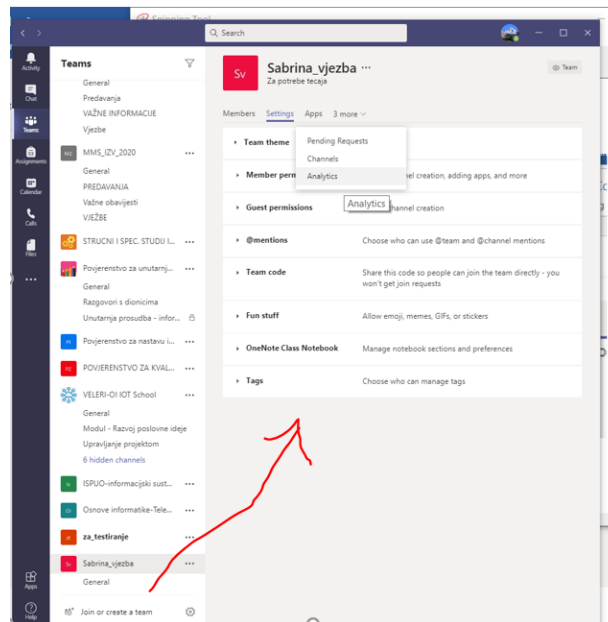 Spinning Tool
Search
Activity
Chat
Teams
Assignments
Calendar
Calls
Files
Apps
Help
Teams
General
Predavanja
VAŽNE INFORMACIJE
Vjezbe
MMS_IZV_2020
General
PREDAVANJA
Važne obavijesti
VJEŽBE
STRUCNI I SPEC. STUDIJ I...
Povjerenstvo za unutarnj...
General
Razgovori s dionicima
Unutarnja prosudba - infor...
Povjerenstvo za nastavu i...
POVJERENSTVO ZA KVAL...
VELERI-OI IOT School
General
Modul - Razvoj poslovne ideje
Upravljanje projektom
6 hidden channels
ISPUO-informacijski sust...
Osnove informatike-Tele...
za_testiranje
Sabrina_vjezba
General
Join or create a team
Sv
Sabrina_vjezba
Za potrebe tecaja
Team
Members Settings Apps 3 more
Pending Requests
Channels
Analytics
Analytics
Team theme
Member perm
el creation, adding apps, and more
Guest permissions
hannel creation
@mentions
Choose who can use @team and @channel mentions
Team code
Share this code so people can join the team directly - you
won't get join requests
Fun stuff
Allow emoji, memes, GIFs, or stickers
OneNote Class Notebook
Manage notebook sections and preferences
Tags
Choose who can manage tags